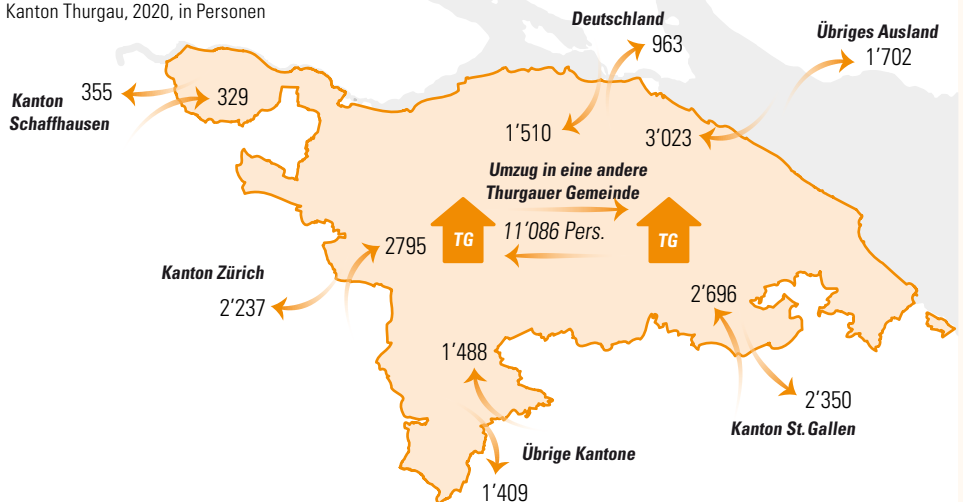 Kanton Thurgau, 2020, in Personen
Deutschland
963
Übriges Ausland
1’702
355
Kanton
Schaffhausen
329
1’510
3’023
Umzug in eine andere
Thurgauer Gemeinde
TG
11’086 Pers.
TG
2795
Kanton Zürich
2’237
2’696
1’488
2’350
Kanton St. Gallen
Übrige Kantone
1’409